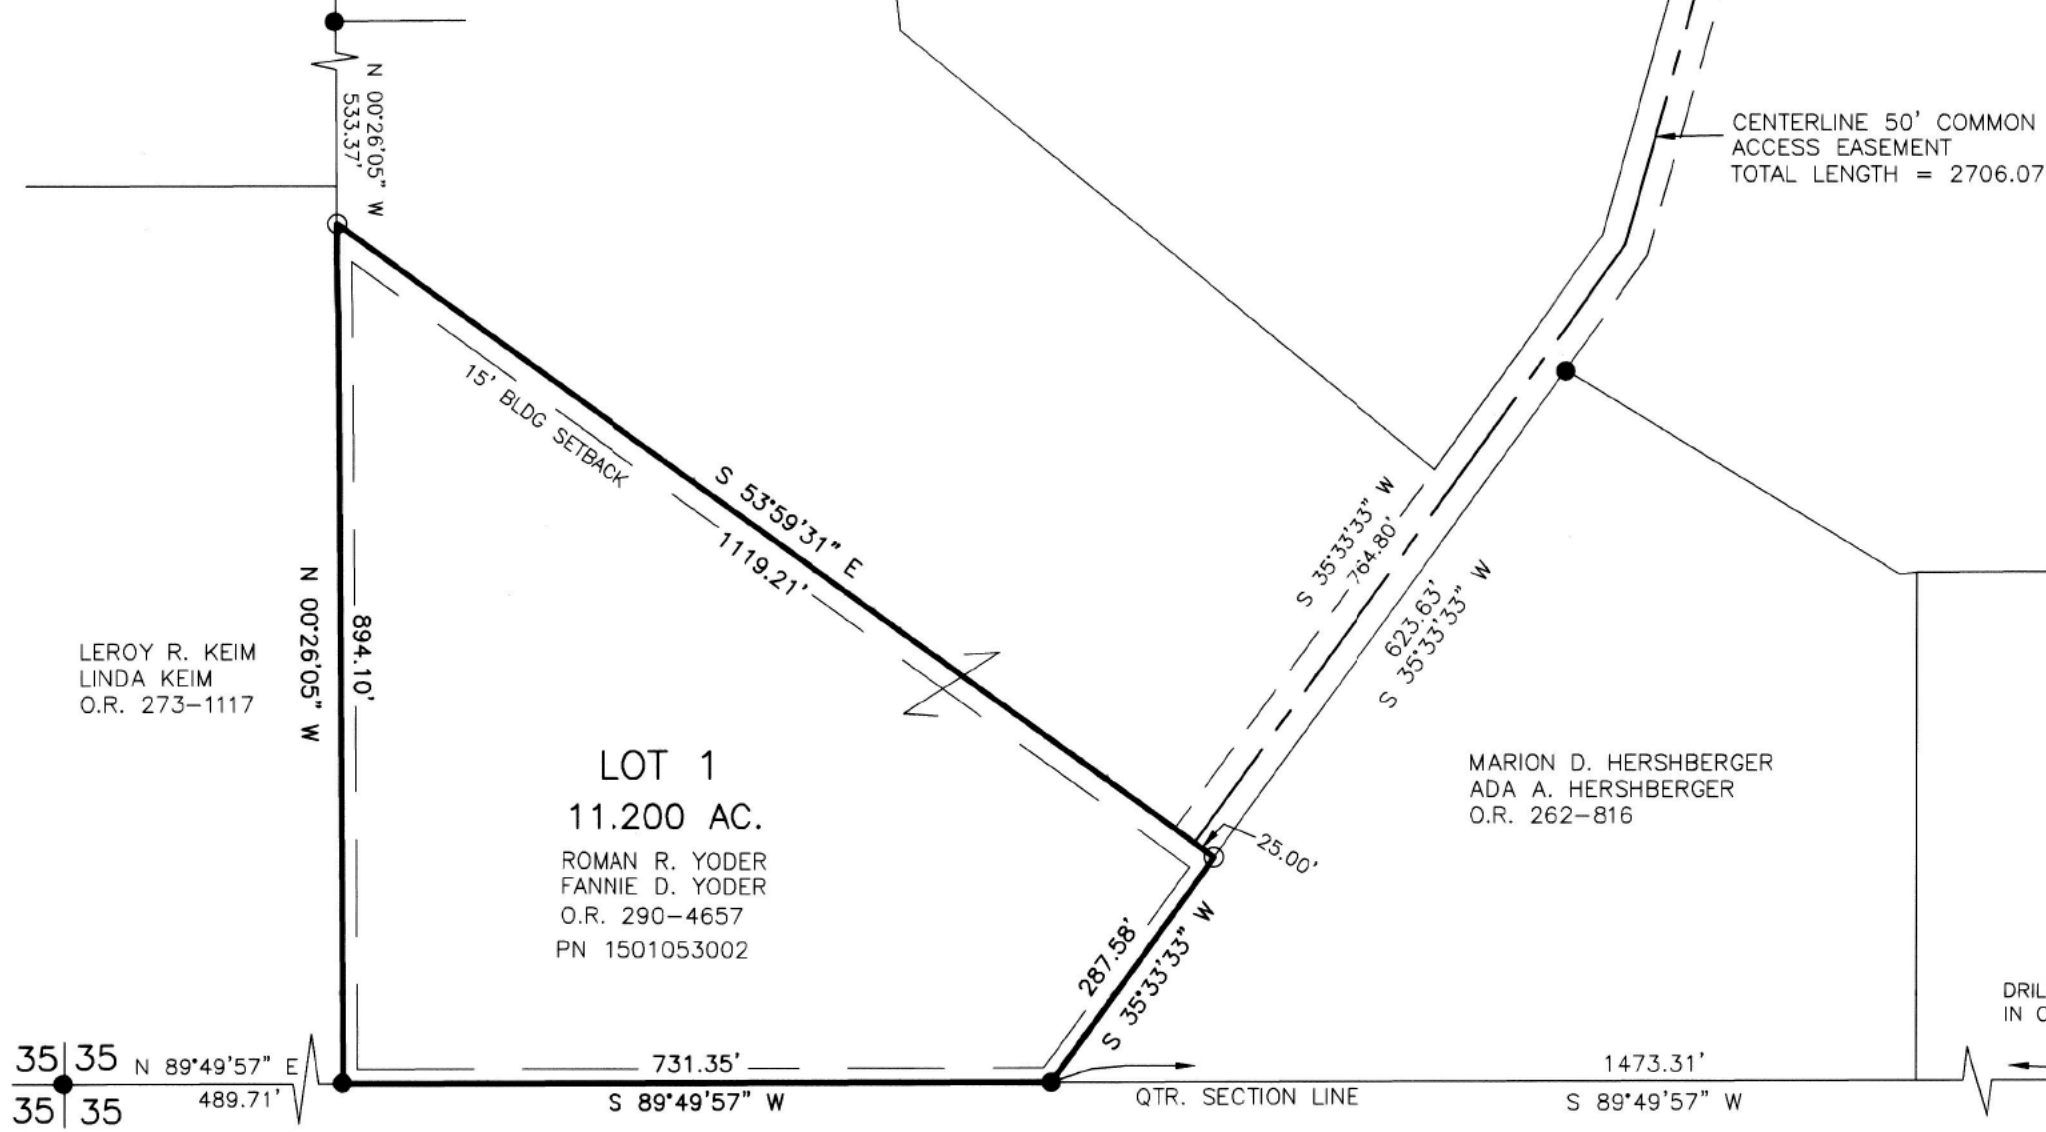 N 00°26'05" W
533.37'
CENTERLINE 50' COMMON
ACCESS EASEMENT
TOTAL LENGTH = 2706.07
15' BLDG SETBACK
S 53°59'31" E
1119.21'
S 35°33'33" W
764.80'
623.63'
S 35°33'33" W
N 00°26'05" W
894.10'
LEROY R. KEIM
LINDA KEIM
O.R. 273-1117
LOT 1
11.200 AC.
ROMAN R. YODER
FANNIE D. YODER
O.R. 290-4657
PN 1501053002
MARION D. HERSHBERGER
ADA A. HERSHBERGER
O.R. 262-816
25.00'
287.58'
S 35°33'33" W
35 35
35 35
N 89°49'57" E
489.71'
731.35'
S 89°49'57" W
QTR. SECTION LINE
1473.31'
S 89°49'57" W
DRIL
IN